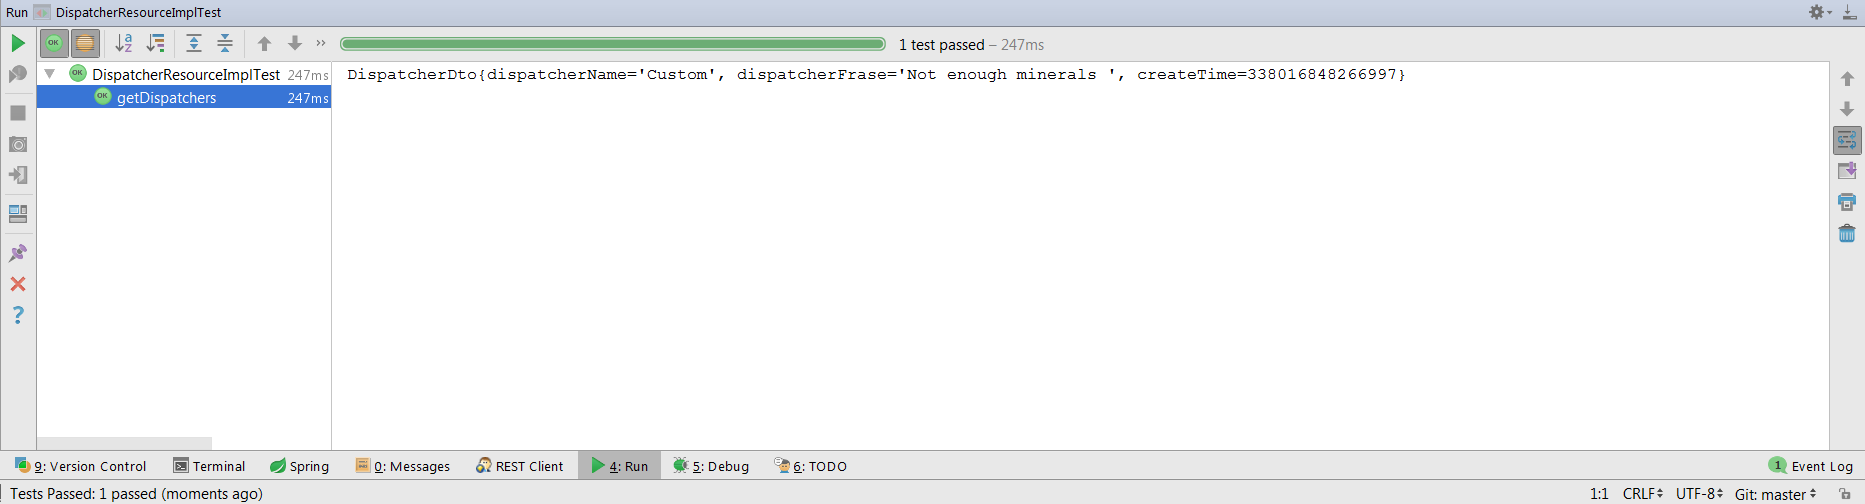 Run DispatcherResourceImplTest
OK az » 1 test passed – 247ms
OK DispatcherResourceImplTest 247ms
OK getDispatchers 247ms
DispatcherDto{dispatcherName='Custom', dispatcherFrase='Not enough minerals ', createTime=338016848266997}
?
9: Version Control Terminal Spring 0: Messages REST Client 4: Run 5: Debug 6: TODO 1 Event Log
Tests Passed: 1 passed (moments ago) 1:1 CRLF UTF-8 Git: master